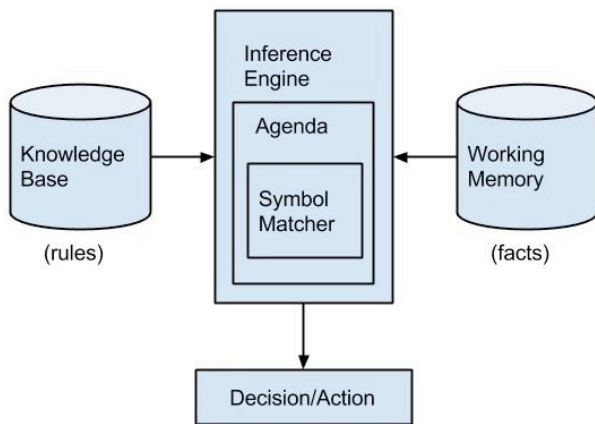 Inference
Engine
Agenda
Symbol
Matcher
Knowledge
Base
(rules)
Working
Memory
(facts)
Decision/Action